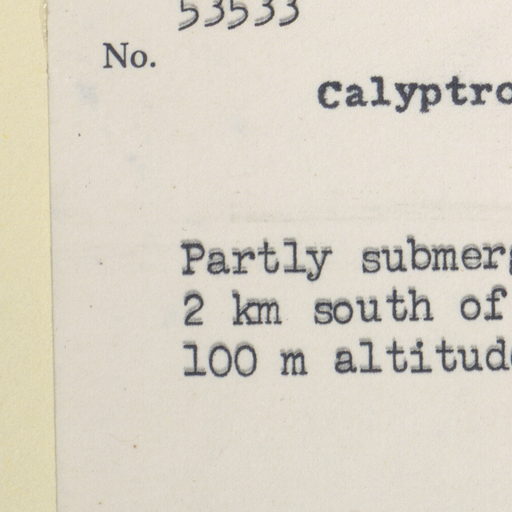 53533
No.
Calyptro
Partly submerg
2 km south of
100 m altitude